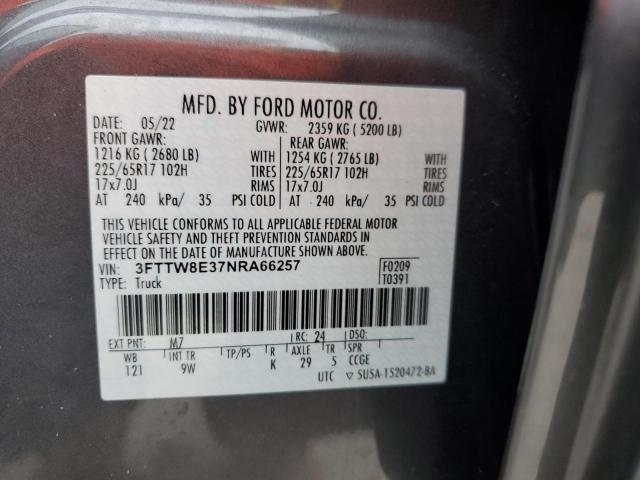 MFD. BY FORD MOTOR CO.
DATE: 05/22 GVWR: 2359 KG ( 5200 LB)
FRONT GAWR: REAR GAWR:
1216 KG ( 2680 LB) WITH 1254 KG ( 2765 LB) WITH
225/65R17 102H TIRES 225/65R17 102H TIRES
17x7.0J RIMS 17x7.0J RIMS
AT 240 kPa/ 35 PSI COLD AT 240 kPa/ 35 PSI COLD
THIS VEHICLE CONFORMS TO ALL APPLICABLE FEDERAL MOTOR
VEHICLE SAFETY AND THEFT PREVENTION STANDARDS IN
EFFECT ON THE DATE OF MANUFACTURE SHOWN ABOVE.
VIN: 3FTTW8E37NRA66257 F0209
TYPE: Truck T0391
EXT PNT: M7 RC: 24 DSO:
WB INT TR TP/PS R AXLE TR SPR
121 9W K 29 5 CCGE
UTC ▽ SU5A-1520472-BA